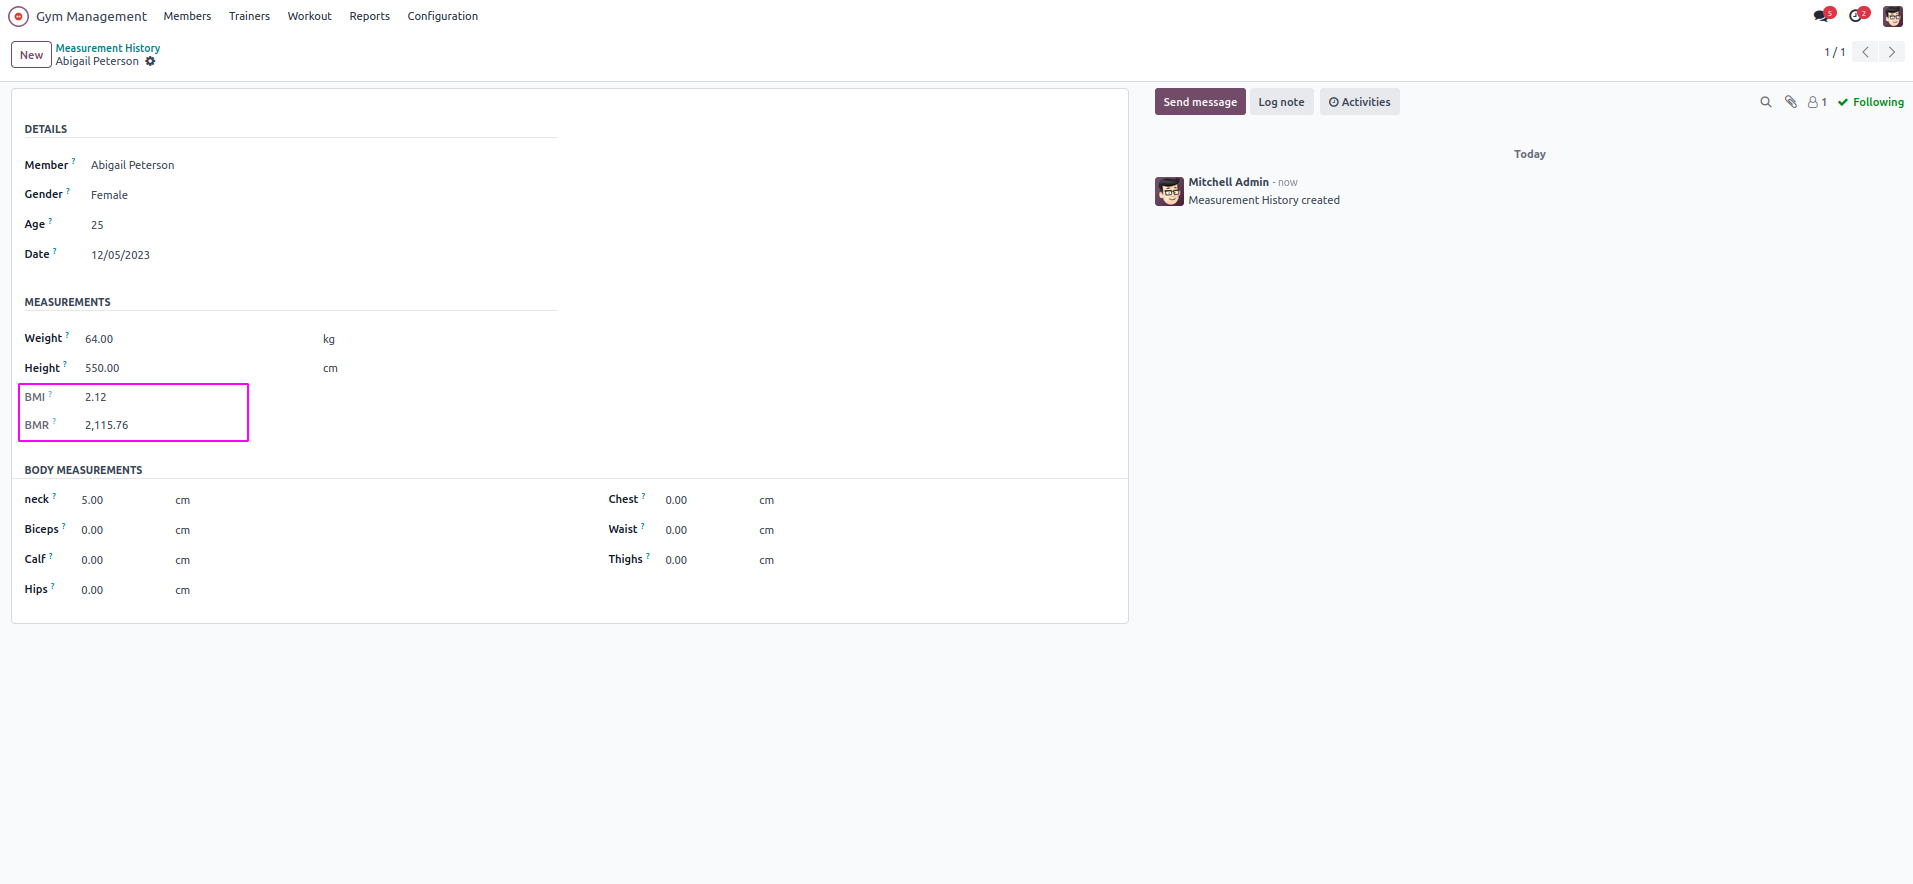 Gym Management Members Trainers Workout Reports Configuration 5 2
New Measurement History 1 / 1
Abigail Peterson
Send message Log note Activities 1 Following
DETAILS
Member ? Abigail Peterson
Gender ? Female
Age ? 25
Date ? 12/05/2023
MEASUREMENTS
Weight ? 64.00 kg
Height ? 550.00 cm
BMI ? 2.12
BMR ? 2,115.76
BODY MEASUREMENTS
neck ? 5.00 cm Chest ? 0.00 cm
Biceps ? 0.00 cm Waist ? 0.00 cm
Calf ? 0.00 cm Thighs ? 0.00 cm
Hips ? 0.00 cm
Today
Mitchell Admin - now
Measurement History created